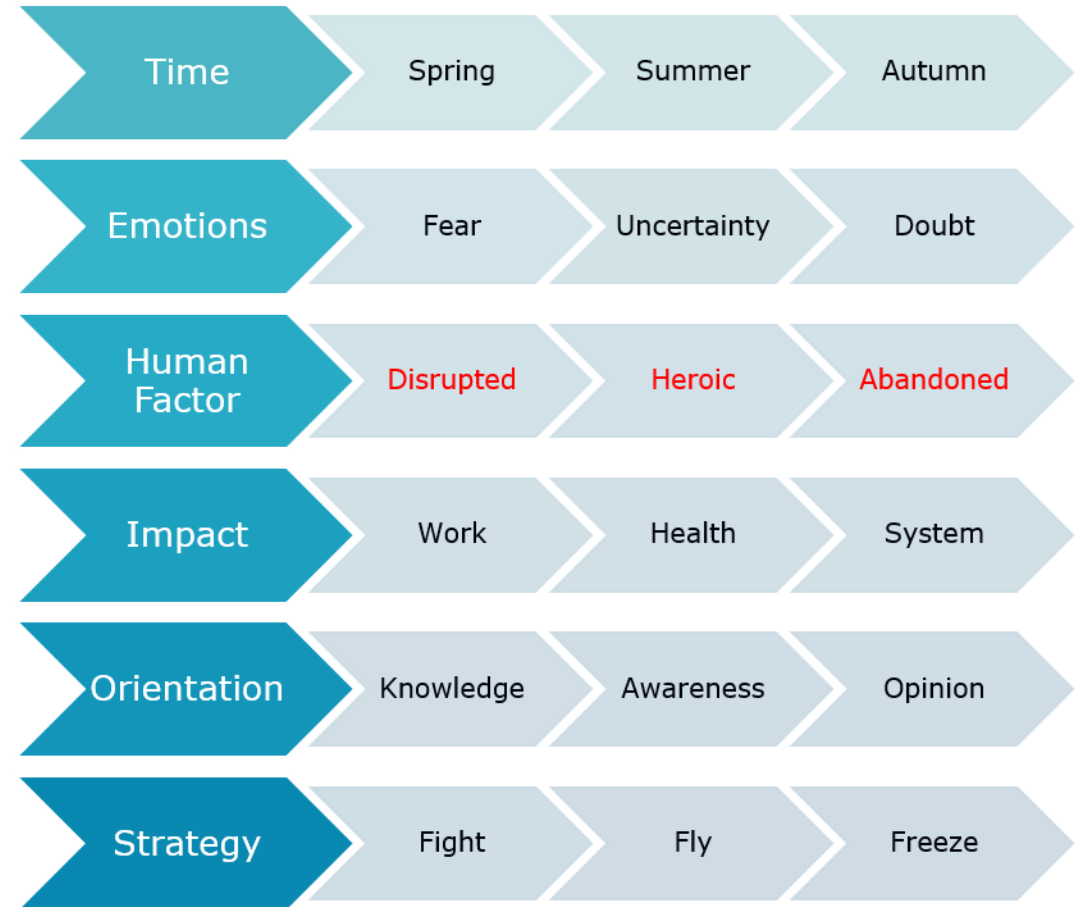 Time
Spring
Summer
Autumn
Emotions
Fear
Uncertainty
Doubt
Human
Factor
Disrupted
Heroic
Abandoned
Impact
Work
Health
System
Orientation
Knowledge
Awareness
Opinion
Strategy
Fight
Fly
Freeze